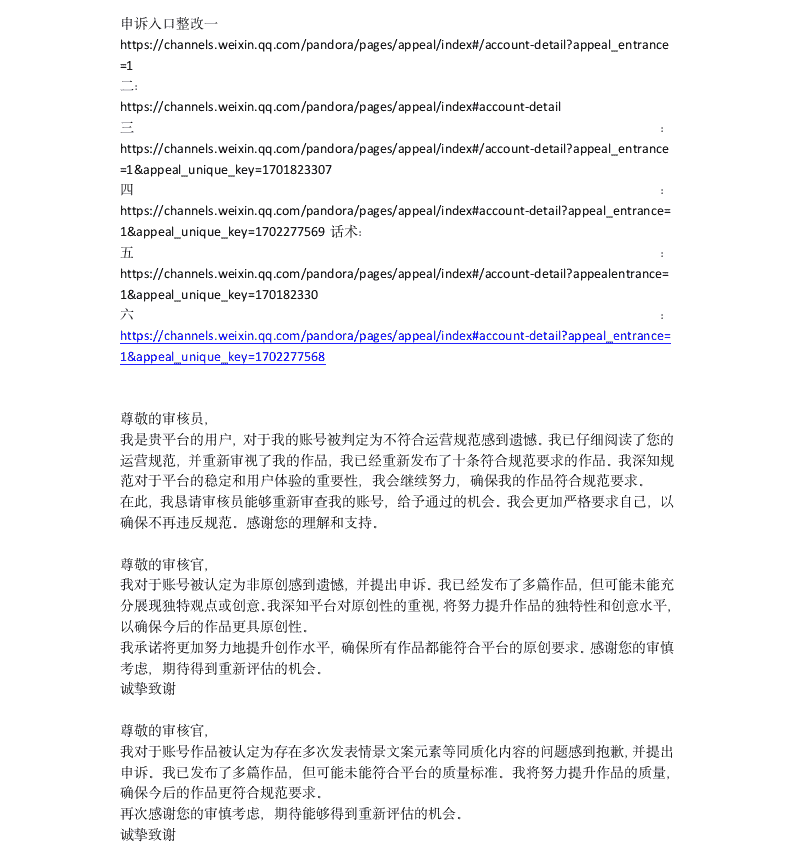 申诉入口整改一
https://channels.weixin.qq.com/pandora/pages/appeal/index#/account-detail?appeal_entrance
=1
二：
https://channels.weixin.qq.com/pandora/pages/appeal/index#account-detail
三：
https://channels.weixin.qq.com/pandora/pages/appeal/index#/account-detail?appeal_entrance
=1&appeal_unique_key=1701823307
四：
https://channels.weixin.qq.com/pandora/pages/appeal/index#account-detail?appeal_entrance=
1&appeal_unique_key=1702277569 话术：
五：
https://channels.weixin.qq.com/pandora/pages/appeal/index#/account-detail?appealentrance=
1&appeal_unique_key=170182330
六：
https://channels.weixin.qq.com/pandora/pages/appeal/index#account-detail?appeal_entrance=
1&appeal_unique_key=1702277568
尊敬的审核员，
我是贵平台的用户，对于我的账号被判定为不符合运营规范感到遗憾。我已仔细阅读了您的
运营规范，并重新审视了我的作品，我已经重新发布了十条符合规范要求的作品。我深知规
范对于平台的稳定和用户体验的重要性，我会继续努力，确保我的作品符合规范要求。
在此，我恳请审核员能够重新审查我的账号，给予通过的机会。我会更加严格要求自己，以
确保不再违反规范。感谢您的理解和支持。
尊敬的审核官，
我对于账号被认定为非原创感到遗憾，并提出申诉。我已经发布了多篇作品，但可能未能充
分展现独特观点或创意。我深知平台对原创性的重视，将努力提升作品的独特性和创意水平，
以确保今后的作品更具原创性。
我承诺将更加努力地提升创作水平，确保所有作品都能符合平台的原创要求。感谢您的审慎
考虑，期待得到重新评估的机会。
诚挚致谢
尊敬的审核官，
我对于账号作品被认定为存在多次发表情景文案元素等同质化内容的问题感到抱歉，并提出
申诉。我已发布了多篇作品，但可能未能符合平台的质量标准。我将努力提升作品的质量，
确保今后的作品更符合规范要求。
再次感谢您的审慎考虑，期待能够得到重新评估的机会。
诚挚致谢